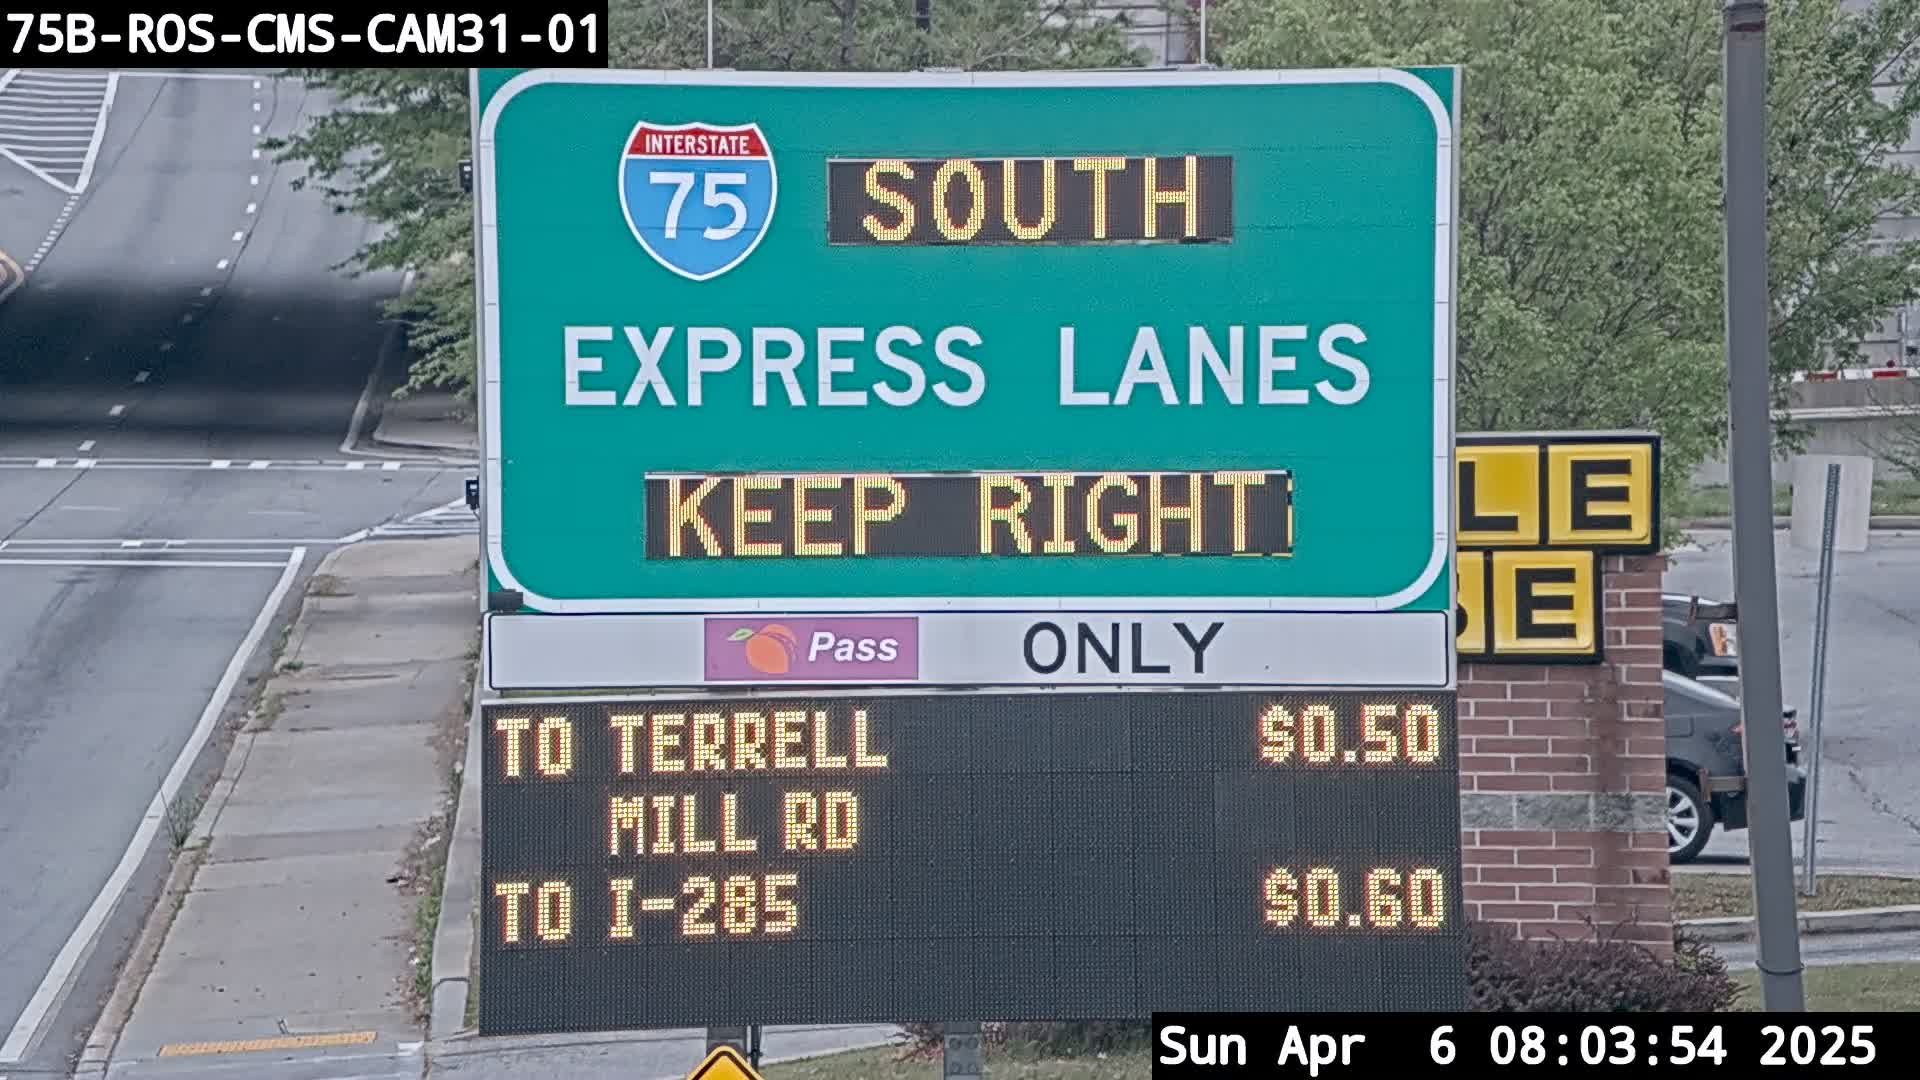 75B-ROS-CMS-CAM31-01
INTERSTATE
75
SOUTH
EXPRESS LANES
KEEP RIGHT
Pass ONLY
TO TERRELL $0.50
MILL RD
TO I-285 $0.60
LE
E
Sun Apr 6 08:03:54 2025